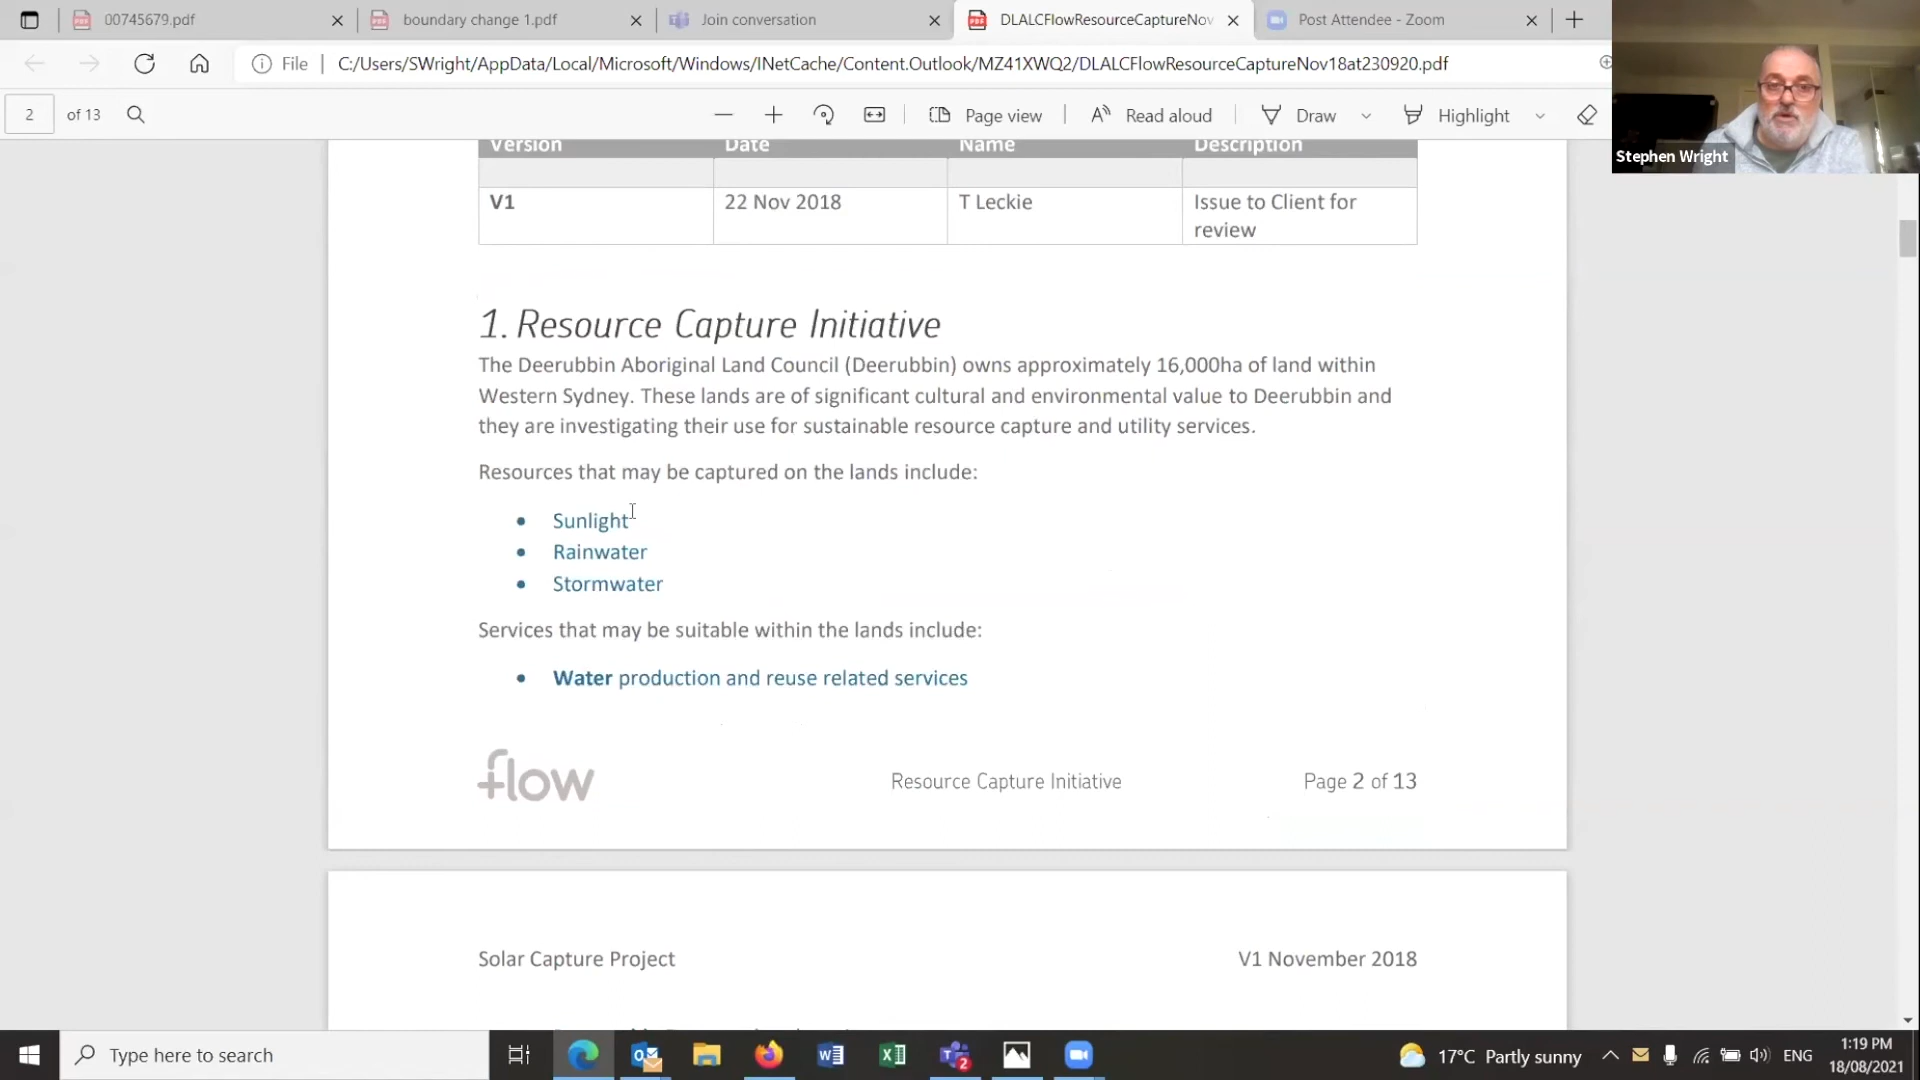 00745679.pdf
boundary change 1.pdf
Join conversation
DLALCFlowResourceCaptureNov
Post Attendee - Zoom
File
C:/Users/SWright/AppData/Local/Microsoft/Windows/INetCache/Content.Outlook/MZ41XWQ2/DLALCFlowResourceCaptureNov18at230920.pdf
2 of 13
Page view
Read aloud
Draw
Highlight
Stephen Wright
Version Date Name Description
V1 22 Nov 2018 T Leckie Issue to Client for
review
1. Resource Capture Initiative
The Deerubbin Aboriginal Land Council (Deerubbin) owns approximately 16,000ha of land within
Western Sydney. These lands are of significant cultural and environmental value to Deerubbin and
they are investigating their use for sustainable resource capture and utility services.
Resources that may be captured on the lands include:
• Sunlight
• Rainwater
• Stormwater
Services that may be suitable within the lands include:
• Water production and reuse related services
flow Resource Capture Initiative Page 2 of 13
Solar Capture Project V1 November 2018
Type here to search
2
17°C Partly sunny
ENG
1:19 PM
18/08/2021